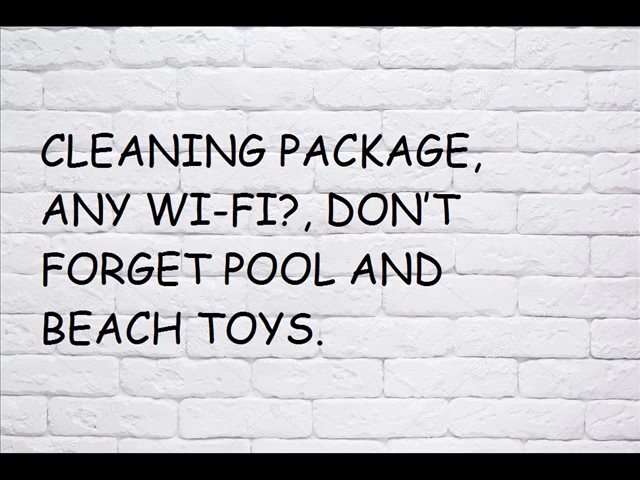 CLEANING PACKAGE,
ANY WI-FI?, DON'T
FORGET POOL AND
BEACH TOYS.